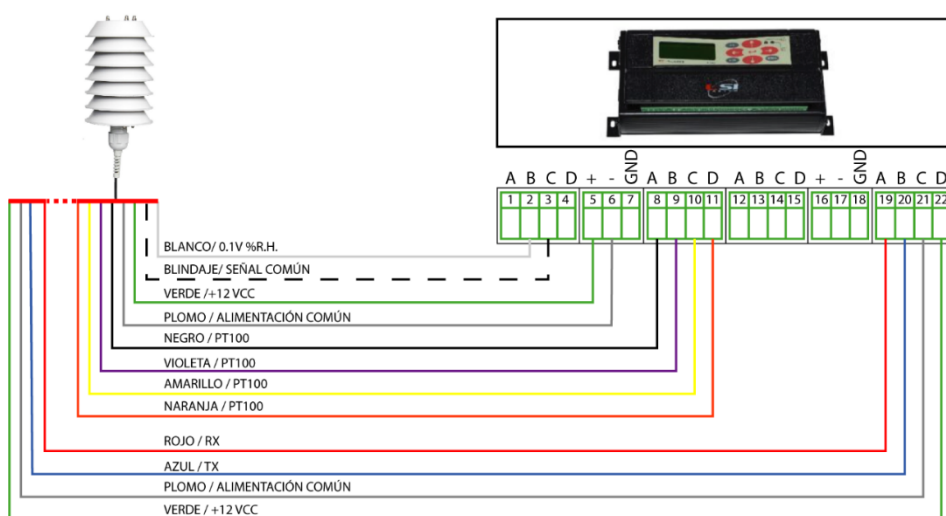 GND
GND
A B C D + - A B C D A B C D + - A B C D
1 2 3 4 5 6 7 8 9 10 11 12 13 14 15 16 17 18 19 20 21 22
BLANCO/ 0.1V %R.H.
BLINDAJE/ SEÑAL COMÚN
VERDE /+12 VCC
PLOMO / ALIMENTACIÓN COMÚN
NEGRO / PT100
VIOLETA / PT100
AMARILLO / PT100
NARANJA / PT100
ROJO / RX
AZUL / TX
PLOMO / ALIMENTACIÓN COMÚN
VERDE / +12 VCC